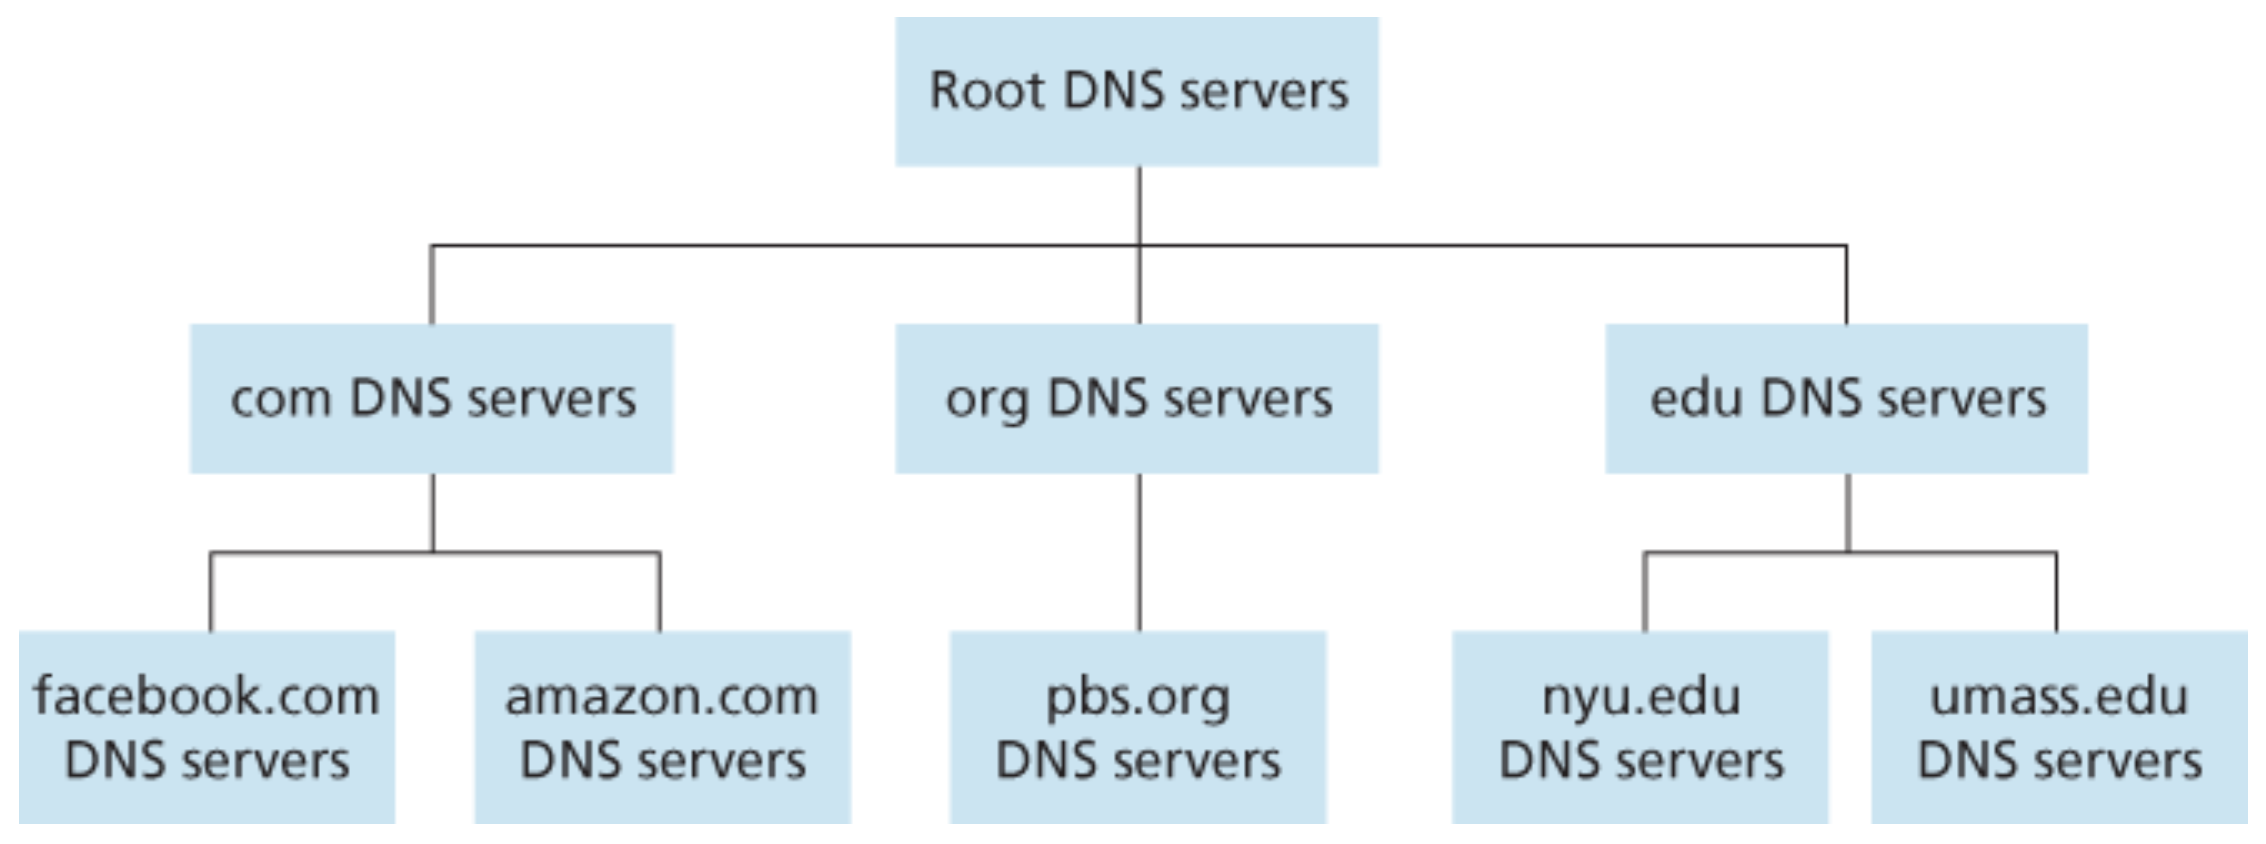 Root DNS servers
com DNS servers
org DNS servers
edu DNS servers
facebook.com
DNS servers
amazon.com
DNS servers
pbs.org
DNS servers
nyu.edu
DNS servers
umass.edu
DNS servers